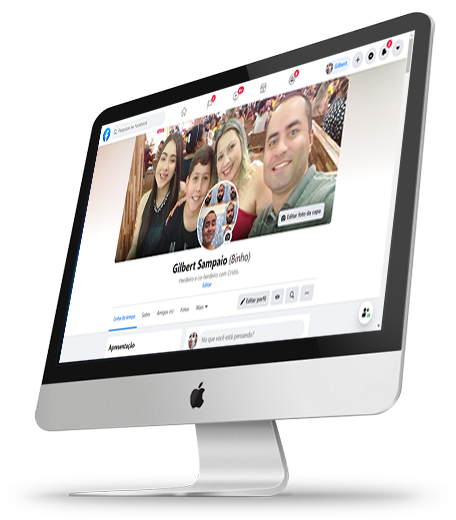 Pesquisar no Facebook
Gilbert
Editar foto da capa
Gilbert Sampaio (Binho)
Herdeiro e co-herdeiro com Cristo.
Editar
Linha do tempo Sobre Fotos Mais
Editar perfil
Apresentação
No que você está pensando?